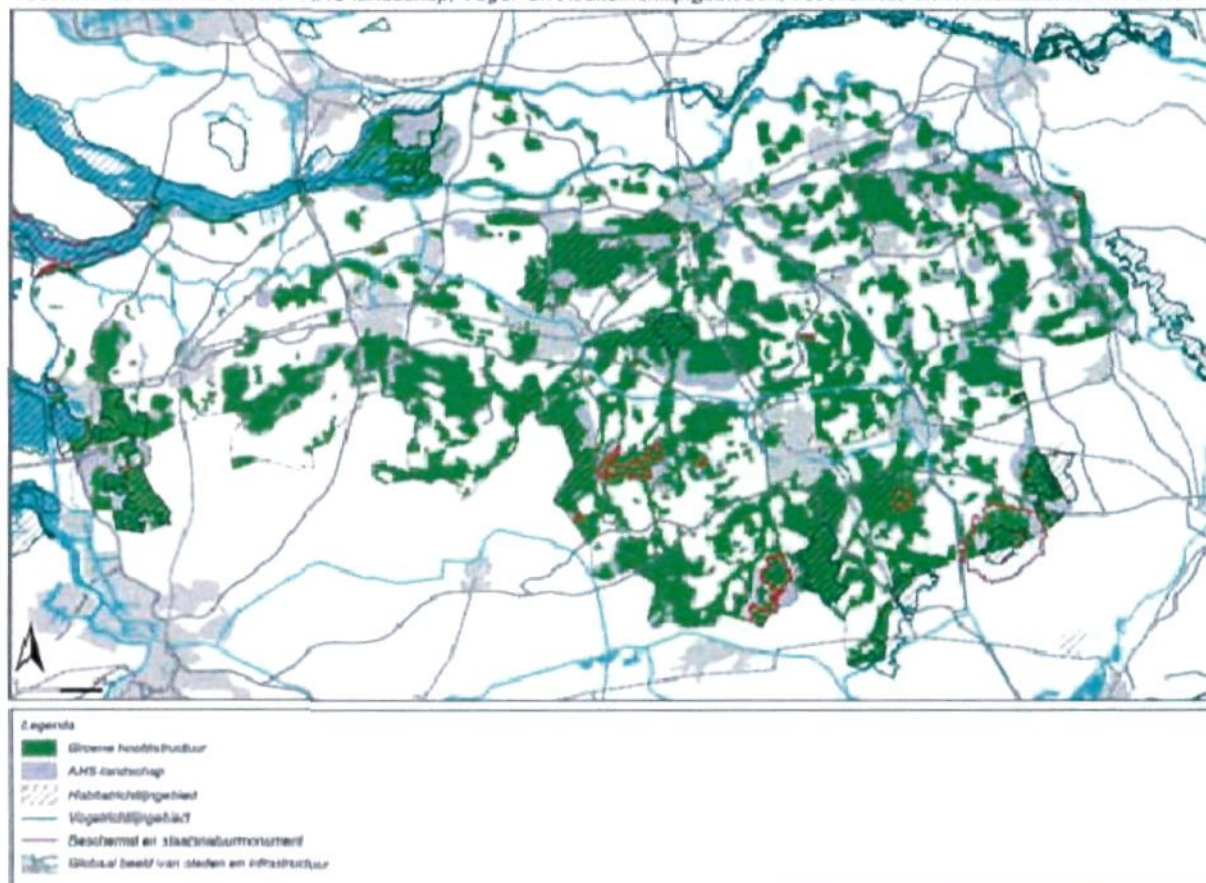 Legenda
Groene hoofdstructuur
AHS-landschap
Habitatrichtlijngebied
Vogelrichtlijngebied
Beschermd en staatsnatuurmonument
Globaal beeld van steden en infrastructuur